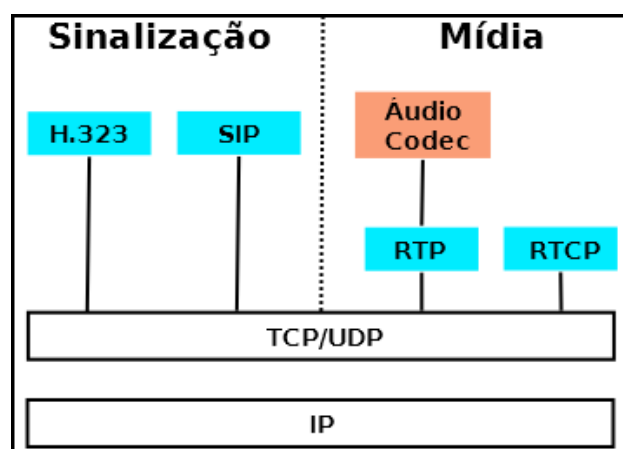 Sinalização
Mídia
H.323
SIP
Áudio
Codec
RTP
RTCP
TCP/UDP
IP